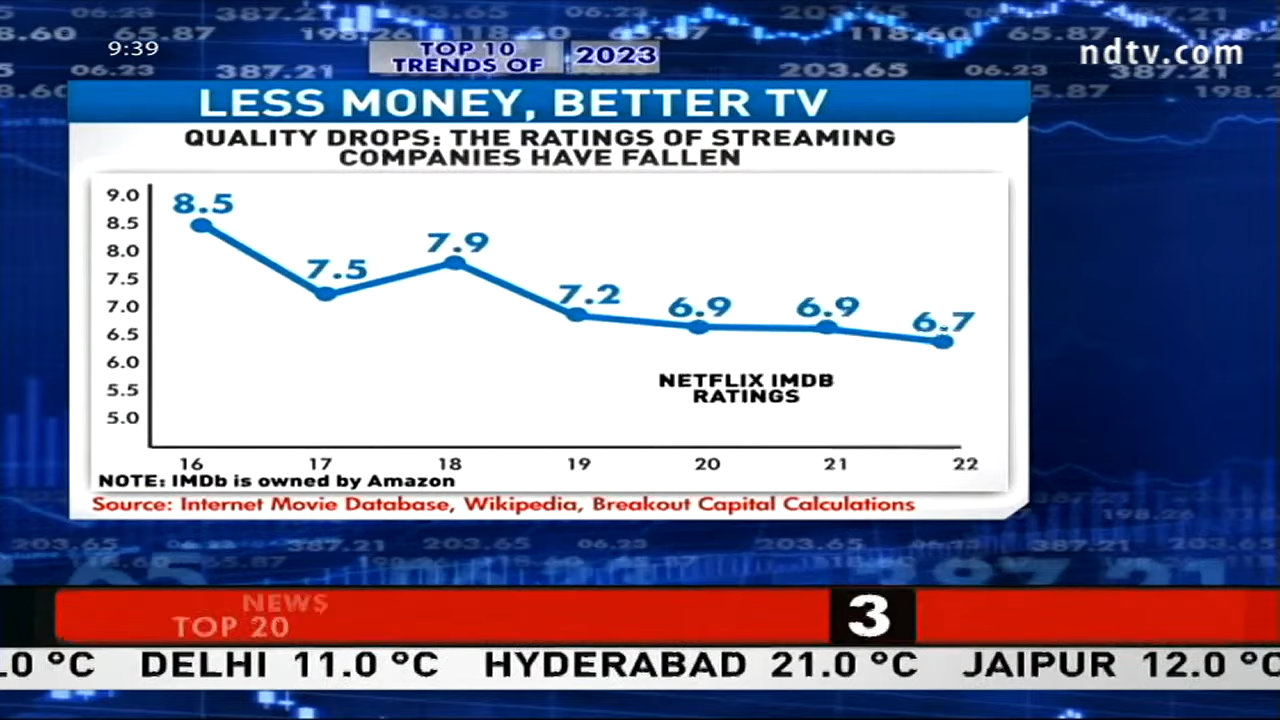 9:39
TOP 10
TRENDS OF
2023
ndtv.com
LESS MONEY, BETTER TV
QUALITY DROPS: THE RATINGS OF STREAMING
COMPANIES HAVE FALLEN
9.0
8.5
8.0
7.5
7.0
6.5
6.0
5.5
5.0
8.5
7.5
7.9
7.2
6.9
6.9
6.7
NETFLIX IMDB
RATINGS
16 17 18 19 20 21 22
NOTE: IMDb is owned by Amazon
Source: Internet Movie Database, Wikipedia, Breakout Capital Calculations
NEWS
TOP 20
3
.0 °C DELHI 11.0 °C HYDERABAD 21.0 °C JAIPUR 12.0 °C